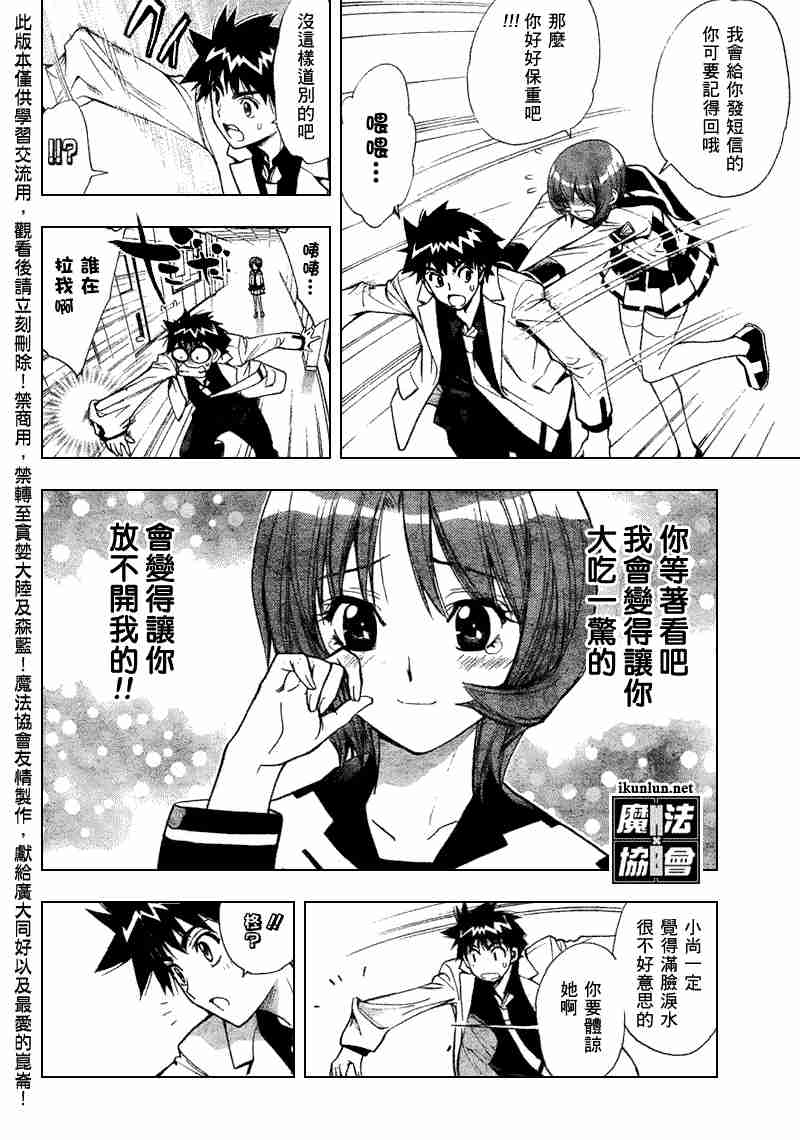 我會給你發短信的
你可要記得回哦
那麼
你好好保重吧
!!!
喂喂…
沒這樣道別的吧
!!?
咦咦…
誰在
拉我啊
你等著看吧
我會變得讓你
大吃一驚的
會變得讓你
放不開我的!!
ikunlun.net
魔法
協會
小尚一定
覺得滿臉淚水
很不好意思的
你要體諒
她啊
!!
格?
此版本僅供學習交流用，觀看後請立刻刪除！禁商用，禁轉至貪婪大陸及森藍！魔法協會友情製作，獻給廣大同好以及最愛的崑崙！